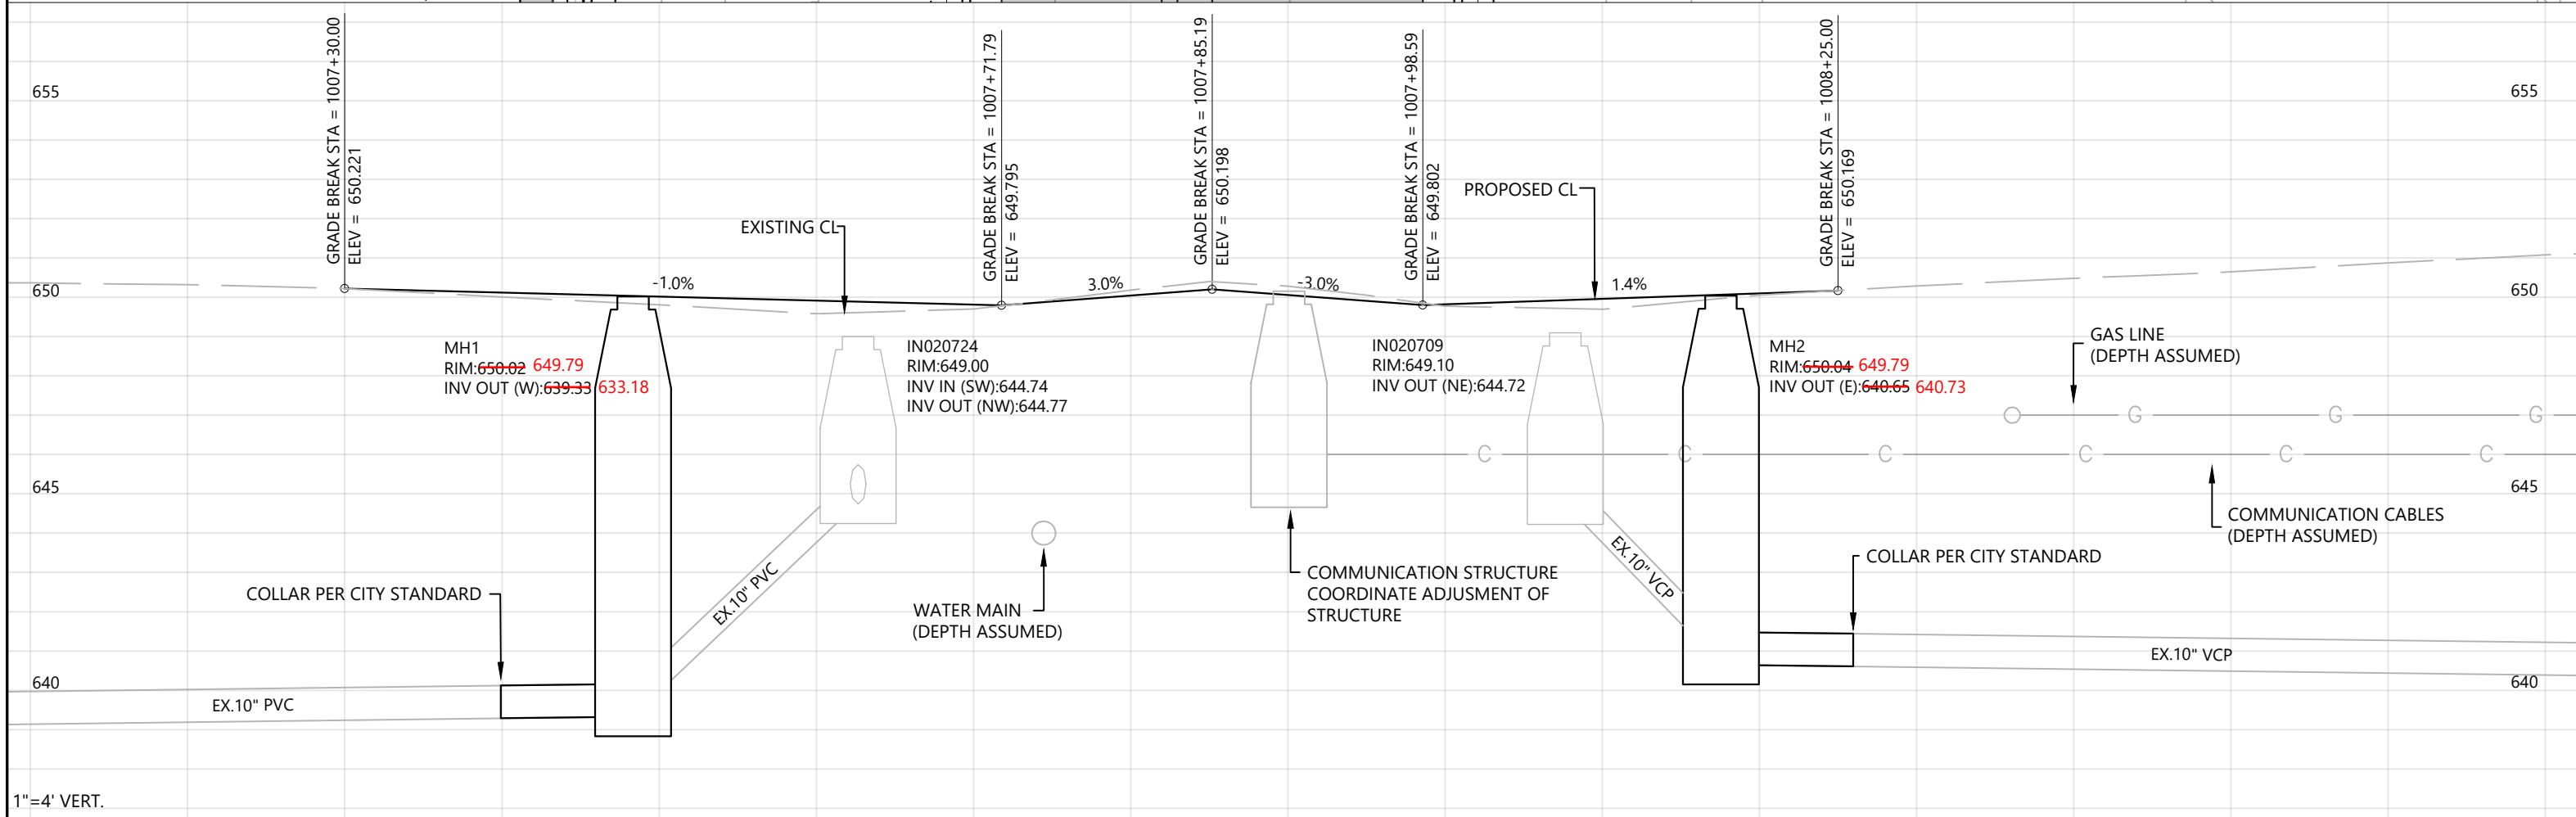 GRADE BREAK STA = 1007+30.00
ELEV = 650.221
GRADE BREAK STA = 1007+71.79
ELEV = 649.795
GRADE BREAK STA = 1007+85.19
ELEV = 650.198
GRADE BREAK STA = 1007+98.59
ELEV = 649.802
GRADE BREAK STA = 1008+25.00
ELEV = 650.169
655
655
PROPOSED CL
EXISTING CL
650
-1.0%
3.0%
-3.0%
1.4%
650
MH1
RIM:650.02 649.79
INV OUT (W):639.33 633.18
IN020724
RIM:649.00
INV IN (SW):644.74
INV OUT (NW):644.77
IN020709
RIM:649.10
INV OUT (NE):644.72
MH2
RIM:650.04 649.79
INV OUT (E):640.65 640.73
GAS LINE
(DEPTH ASSUMED)
G G G
C C C C C C
645
645
COMMUNICATION CABLES
(DEPTH ASSUMED)
COLLAR PER CITY STANDARD
EX.10" PVC
WATER MAIN
(DEPTH ASSUMED)
COMMUNICATION STRUCTURE
COORDINATE ADJUSMENT OF
STRUCTURE
EX.10" VCP
COLLAR PER CITY STANDARD
640
EX.10" PVC
EX.10" VCP
640
1"=4' VERT.